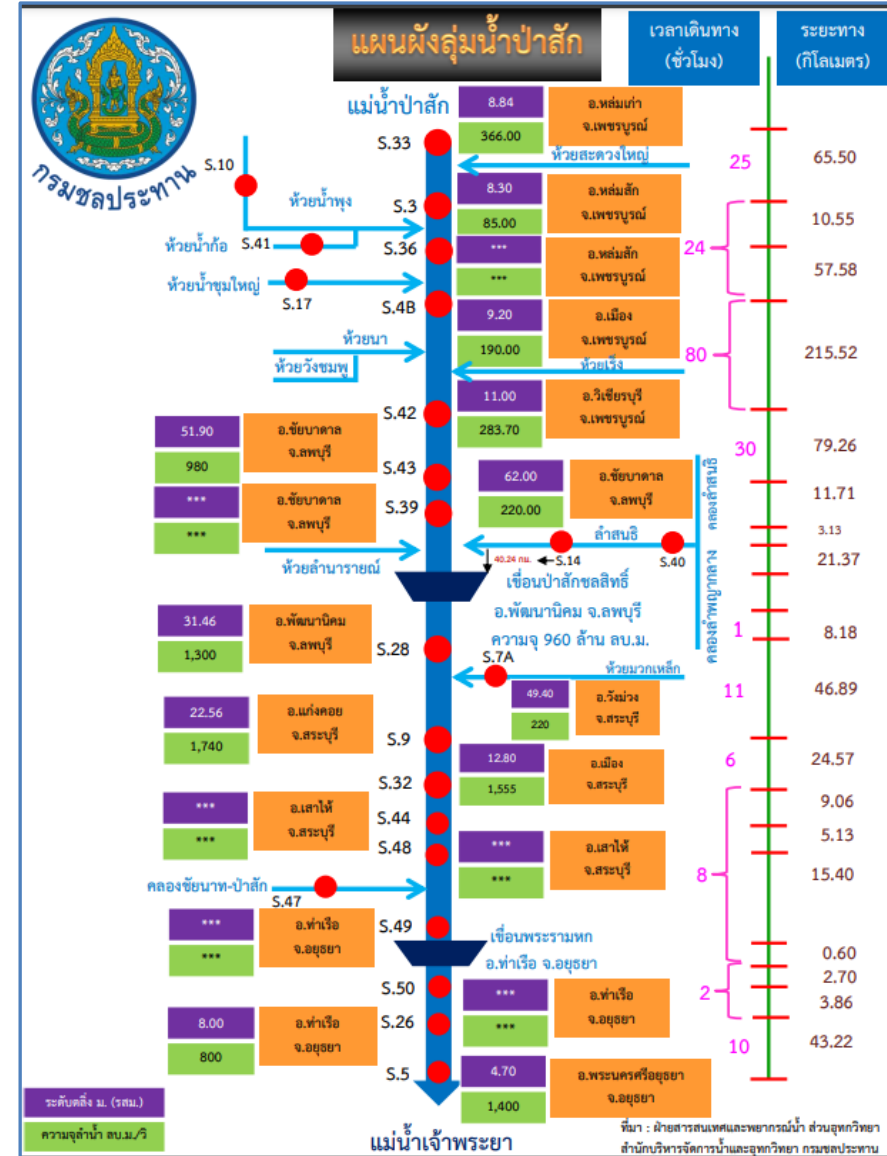 แผนผังลุ่มน้ำป่าสัก
เวลาเดินทาง
(ชั่วโมง)
ระยะทาง
(กิโลเมตร)
กรมชลประทาน
แม่น้ำป่าสัก
8.84
366.00
อ.หล่มเก่า
จ.เพชรบูรณ์
S.33
ห้วยสะดวงใหญ่
25
65.50
S.10
ห้วยน้ำพุง
S.3
8.30
85.00
อ.หล่มสัก
จ.เพชรบูรณ์
10.55
ห้วยน้ำก้อ
S.41
S.36
***
***
อ.หล่มสัก
จ.เพชรบูรณ์
24
57.58
ห้วยน้ำชุนใหญ่
S.17
S.4B
9.20
190.00
อ.เมือง
จ.เพชรบูรณ์
ห้วยนา
ห้วยวังชมพู
ห้วยเร็ง
80
215.52
S.42
11.00
283.70
อ.วิเชียรบุรี
จ.เพชรบูรณ์
51.90
980
อ.ชัยบาดาล
จ.ลพบุรี
30
79.26
S.43
62.00
220.00
อ.ชัยบาดาล
จ.ลพบุรี
คลองลำสนธิ
11.71
***
***
อ.ชัยบาดาล
จ.ลพบุรี
S.39
ลำสนธิ
3.13
ห้วยลำนารายณ์
40.24 กม.
S.14
S.40
21.37
เขื่อนป่าสักชลสิทธิ์
อ.พัฒนานิคม จ.ลพบุรี
ความจุ 960 ล้าน ลบ.ม.
คลองลำพญากลาง
31.46
1,300
อ.พัฒนานิคม
จ.ลพบุรี
S.28
1
8.18
S.7A
ห้วยมวกเหล็ก
49.40
220
อ.วังม่วง
จ.สระบุรี
11
46.89
22.56
1,740
อ.แก่งคอย
จ.สระบุรี
S.9
12.80
1,555
อ.เมือง
จ.สระบุรี
6
24.57
S.32
9.06
***
***
อ.เสาไห้
จ.สระบุรี
S.44
5.13
S.48
***
***
อ.เสาไห้
จ.สระบุรี
8
15.40
คลองชัยนาท-ป่าสัก
S.47
***
***
อ.ท่าเรือ
จ.อยุธยา
S.49
เขื่อนพระรามหก
อ.ท่าเรือ จ.อยุธยา
0.60
2.70
S.50
***
***
อ.ท่าเรือ
จ.อยุธยา
2
3.86
8.00
800
อ.ท่าเรือ
จ.อยุธยา
S.26
10
43.22
S.5
4.70
1,400
อ.พระนครศรีอยุธยา
จ.อยุธยา
ระดับตลิ่ง ม. (รสม.)
ความจุลำน้ำ ลบ.ม./วิ
แม่น้ำเจ้าพระยา
ที่มา : ฝ่ายสารสนเทศและพยากรณ์น้ำ ส่วนอุทกวิทยา
สำนักบริหารจัดการน้ำและอุทกวิทยา กรมชลประทาน